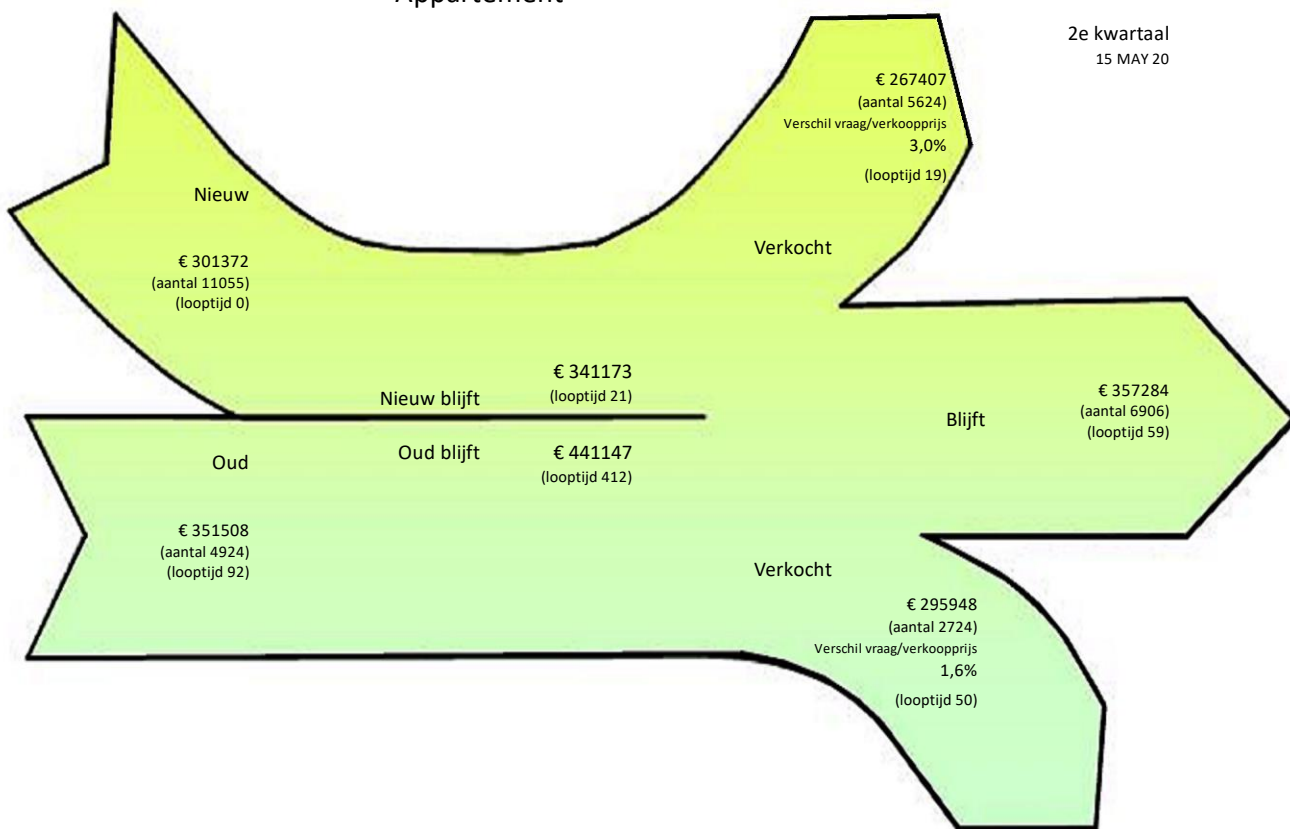 Appartement
2e kwartaal
15 MAY 20
€ 267407
(aantal 5624)
Verschil vraag/verkoopprijs
3,0%
(looptijd 19)
Nieuw
Verkocht
€ 301372
(aantal 11055)
(looptijd 0)
€ 341173
Nieuw blijft (looptijd 21)
€ 357284
(aantal 6906)
(looptijd 59)
Blijft
Oud
Oud blijft € 441147
(looptijd 412)
€ 351508
(aantal 4924)
(looptijd 92)
Verkocht
€ 295948
(aantal 2724)
Verschil vraag/verkoopprijs
1,6%
(looptijd 50)